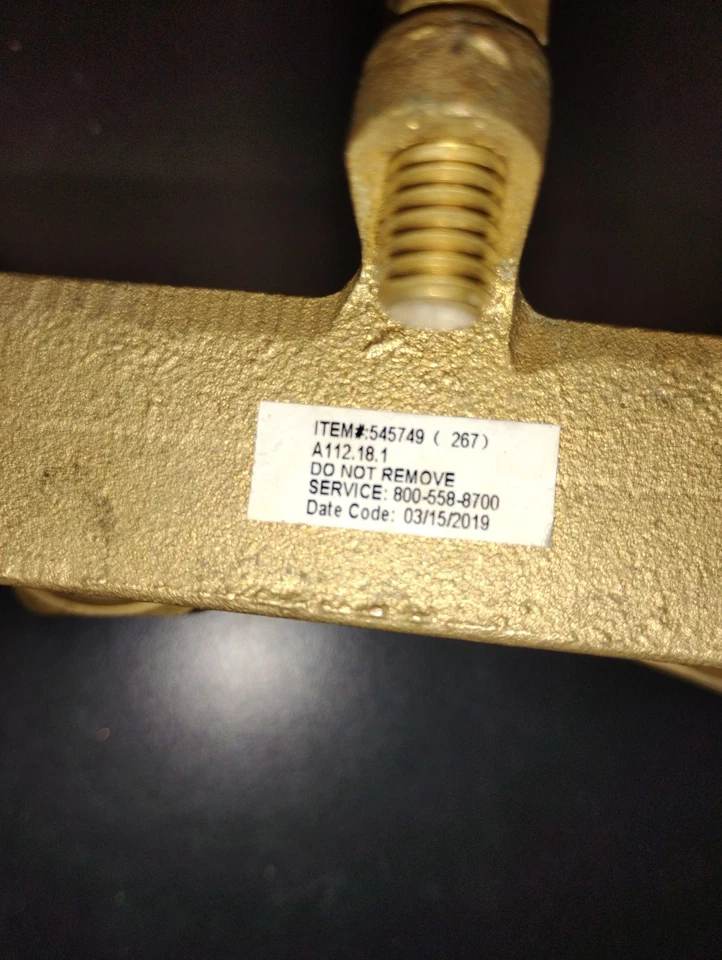 ITEM#:545749 ( 267)
A112.18.1
DO NOT REMOVE
SERVICE: 800-558-8700
Date Code: 03/15/2019